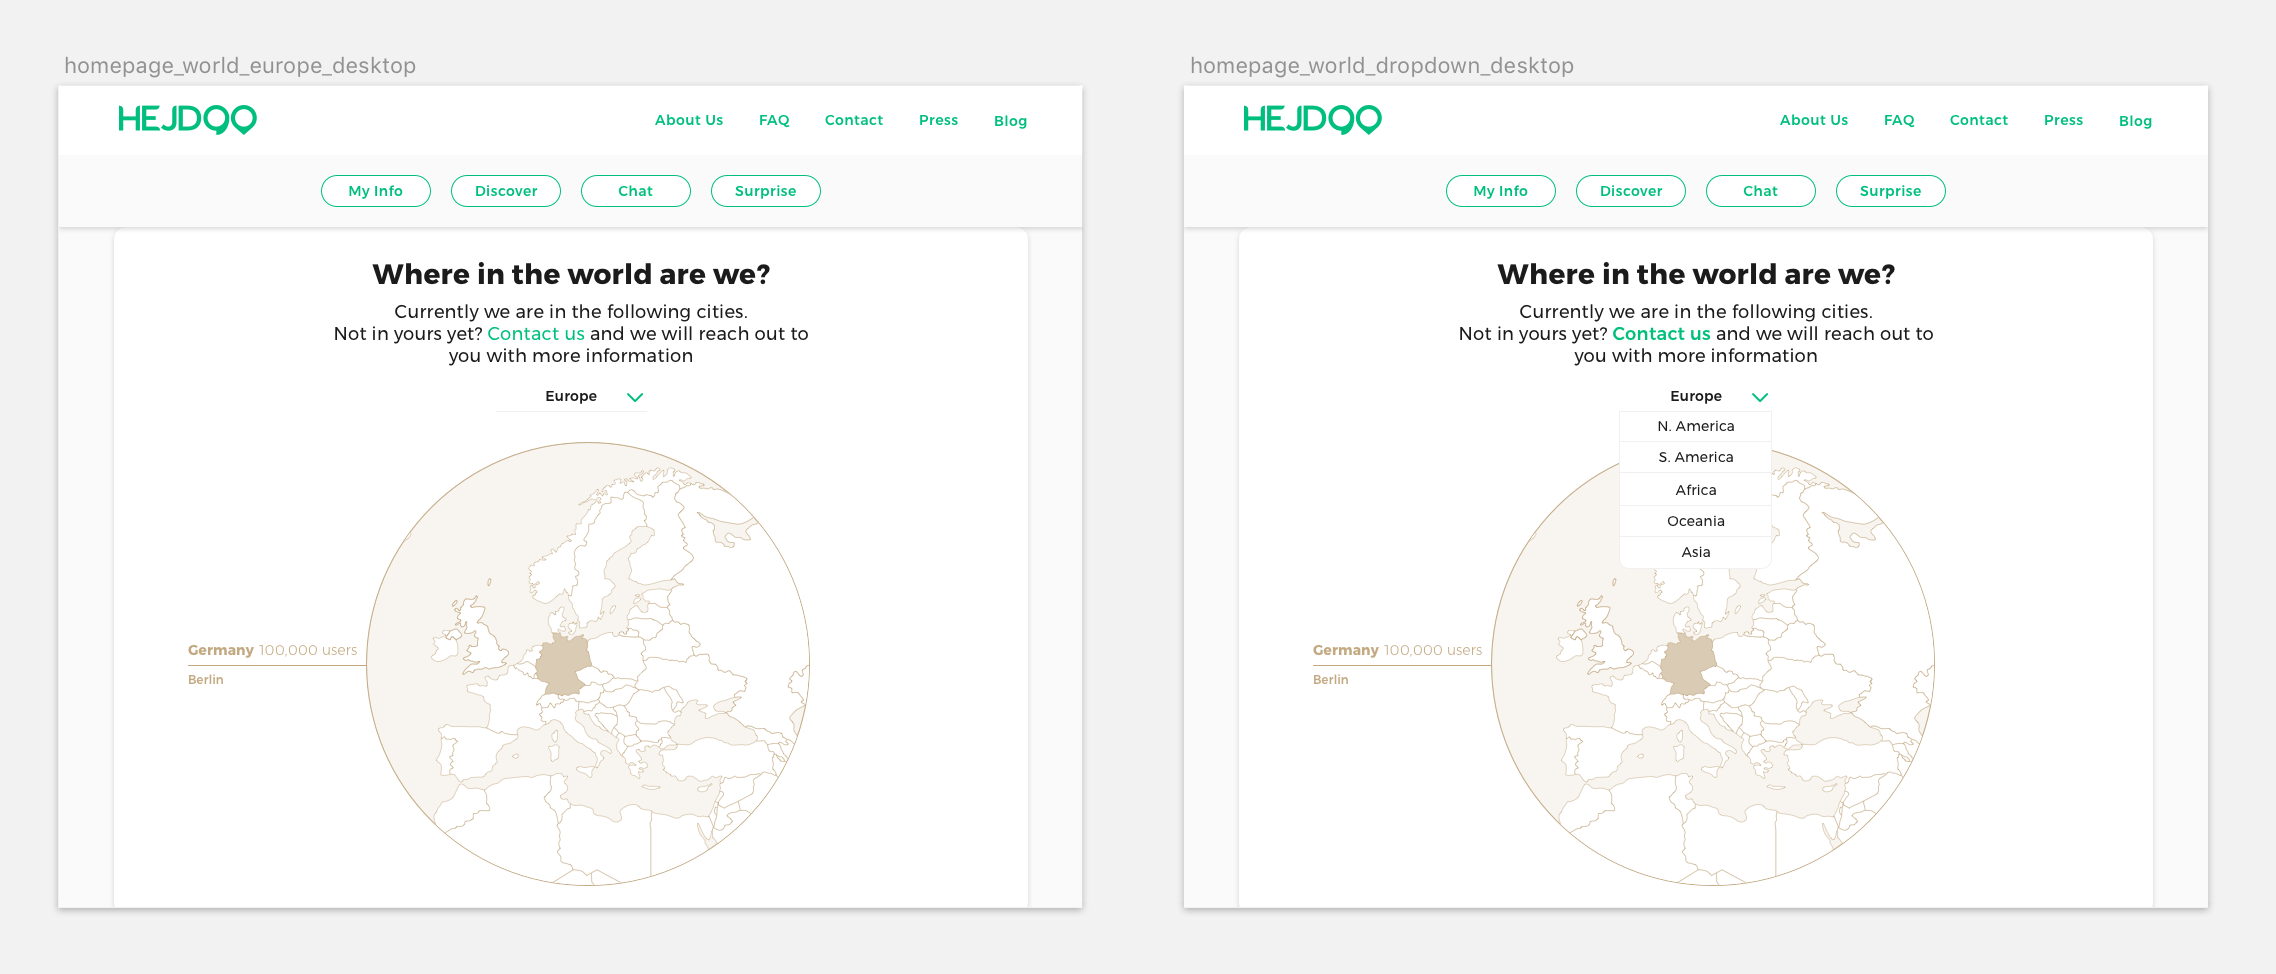 homepage_world_europe_desktop
HEJDOO
About Us FAQ Contact Press Blog
My Info Discover Chat Surprise
Where in the world are we?
Currently we are in the following cities.
Not in yours yet? Contact us and we will reach out to
you with more information
Europe
Germany 100,000 users
Berlin
homepage_world_dropdown_desktop
HEJDOO
About Us FAQ Contact Press Blog
My Info Discover Chat Surprise
Where in the world are we?
Currently we are in the following cities.
Not in yours yet? Contact us and we will reach out to
you with more information
Europe
N. America
S. America
Africa
Oceania
Asia
Germany 100,000 users
Berlin